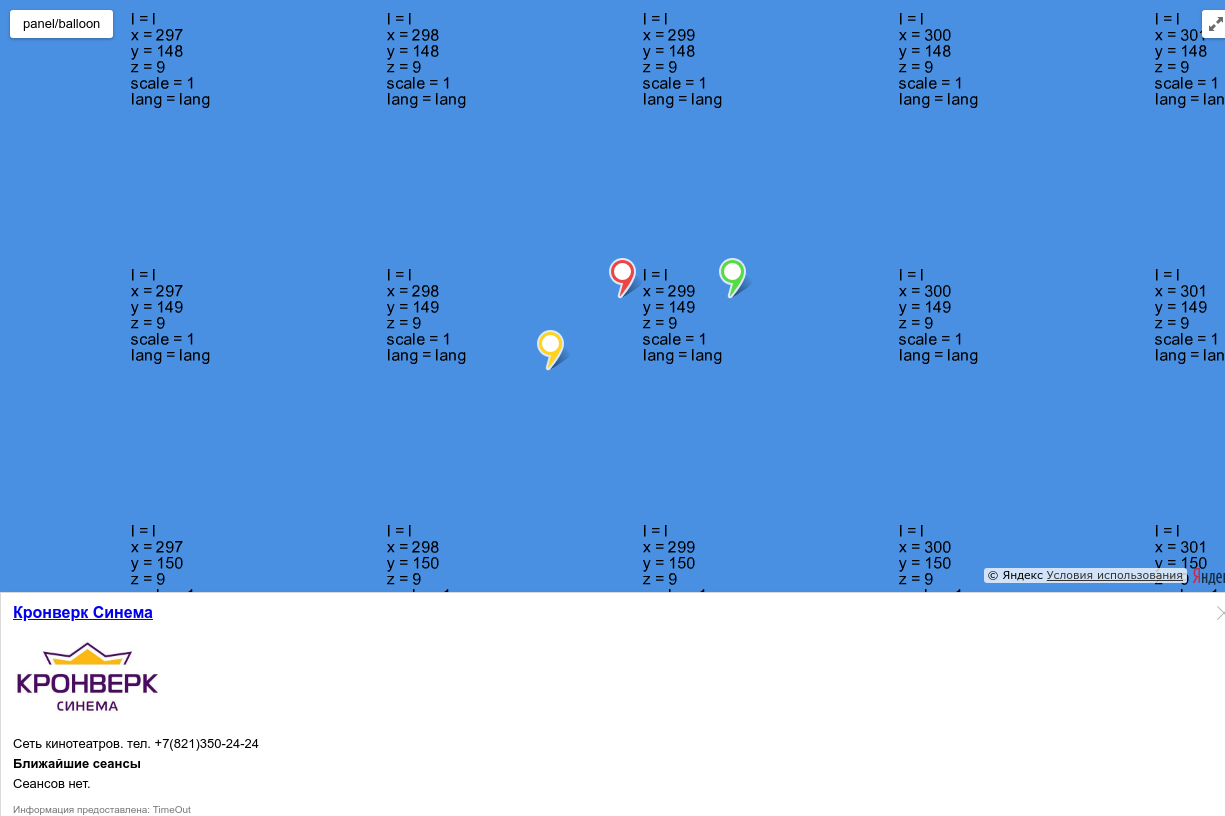 panel/balloon
l = l
x = 297
y = 148
z = 9
scale = 1
lang = lang
l = l
x = 298
y = 148
z = 9
scale = 1
lang = lang
l = l
x = 299
y = 148
z = 9
scale = 1
lang = lang
l = l
x = 300
y = 148
z = 9
scale = 1
lang = lang
l = l
x = 301
y = 148
z = 9
scale = 1
lang = lan
l = l
x = 297
y = 149
z = 9
scale = 1
lang = lang
l = l
x = 298
y = 149
z = 9
scale = 1
lang = lang
l = l
x = 299
y = 149
z = 9
scale = 1
lang = lang
l = l
x = 300
y = 149
z = 9
scale = 1
lang = lang
l = l
x = 301
y = 149
z = 9
scale = 1
lang = lan
l = l
x = 297
y = 150
z = 9
l = l
x = 298
y = 150
z = 9
l = l
x = 299
y = 150
z = 9
l = l
x = 300
y = 150
z = 9
l = l
x = 301
y = 150
© Яндекс Условия использования
Яндек
Кронверк Синема
КРОНВЕРК
СИНЕМА
Сеть кинотеатров. тел. +7(821)350-24-24
Ближайшие сеансы
Сеансов нет.
Информация предоставлена: TimeOut